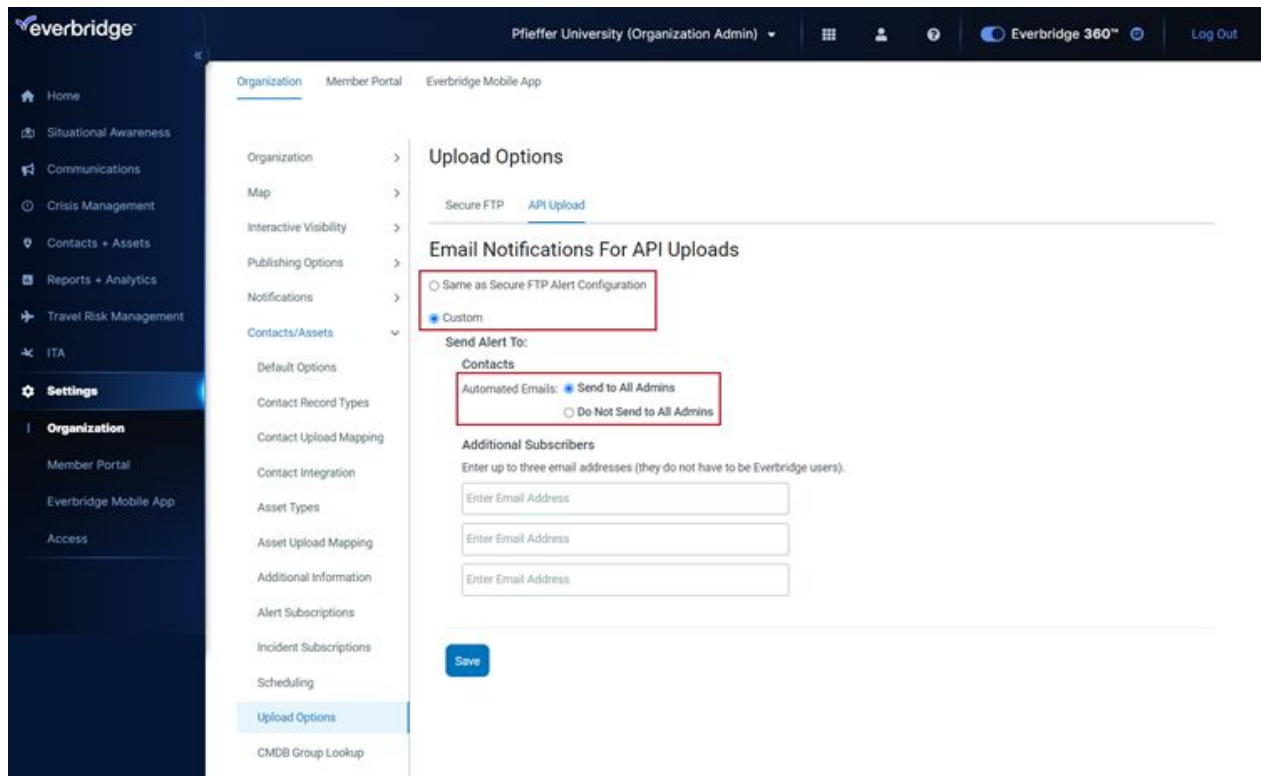 everbridge
Pfieffer University (Organization Admin)
Everbridge 360™
Log Out
Home
Situational Awareness
Communications
Crisis Management
Contacts + Assets
Reports + Analytics
Travel Risk Management
ITA
Settings
Organization
Member Portal
Everbridge Mobile App
Access
Organization Member Portal Everbridge Mobile App
Organization
Map
Interactive Visibility
Publishing Options
Notifications
Contacts/Assets
Default Options
Contact Record Types
Contact Upload Mapping
Contact Integration
Asset Types
Asset Upload Mapping
Additional Information
Alert Subscriptions
Incident Subscriptions
Scheduling
Upload Options
CMDB Group Lookup
Upload Options
Secure FTP API Upload
Email Notifications For API Uploads
Same as Secure FTP Alert Configuration
Custom
Send Alert To:
Contacts
Automated Emails: Send to All Admins
Do Not Send to All Admins
Additional Subscribers
Enter up to three email addresses (they do not have to be Everbridge users).
Enter Email Address
Enter Email Address
Enter Email Address
Save